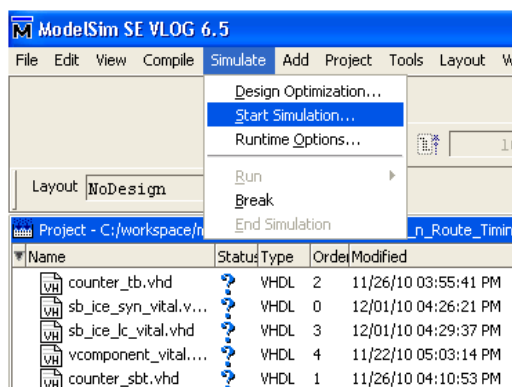 ModelSim SE VLOG 6.5
File Edit View Compile Simulate Add Project Tools Layout
Design Optimization...
Start Simulation...
Runtime Options...
Run
Break
End Simulation
Layout NoDesign
Project - C:/workspace/ _n_Route_Timin
Name Status Type Order Modified
counter_tb.vhd VHDL 2 11/26/10 03:55:41 PM
sb_ice_syn_vital.v... VHDL 0 12/01/10 04:26:21 PM
sb_ice_lc_vital.vhd VHDL 3 12/01/10 04:29:37 PM
vcomponent_vital.... VHDL 4 11/22/10 05:03:14 PM
counter_sbt.vhd VHDL 1 11/26/10 04:10:53 PM